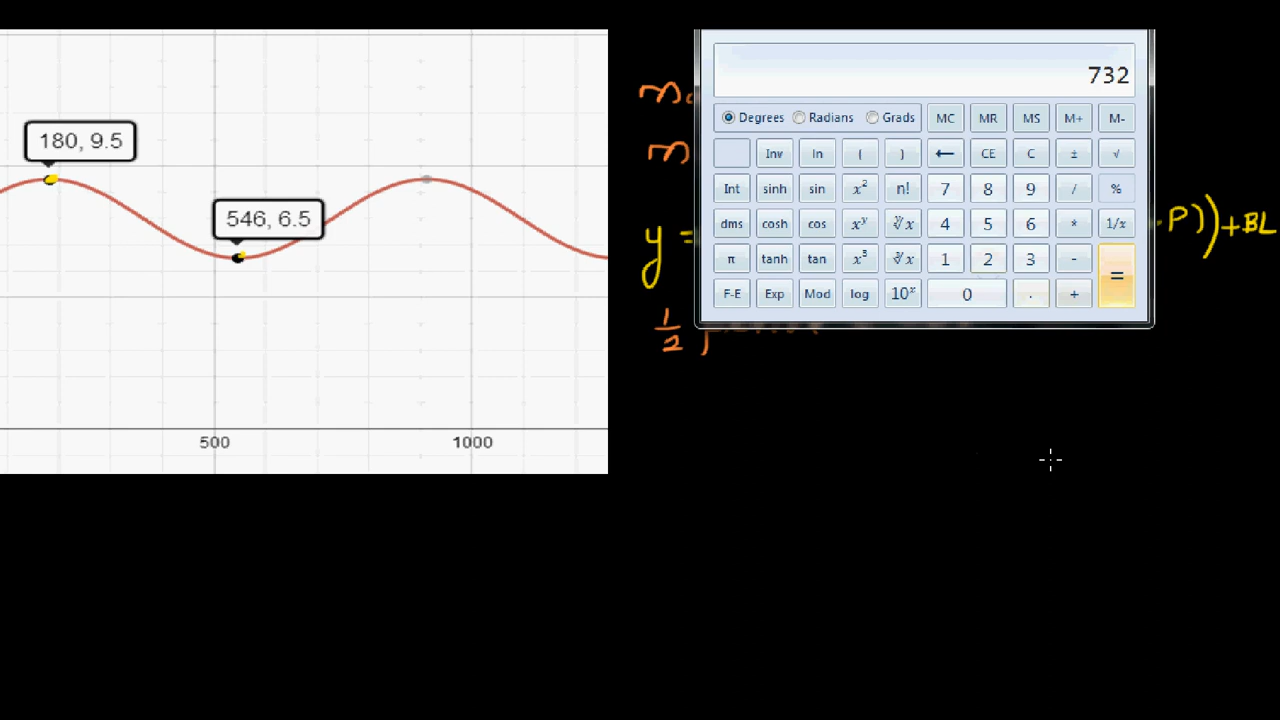 180, 9.5
546, 6.5
500 1000
m
m
y = .P))+BL
1/2
732
Degrees Radians Grads MC MR MS M+ M-
Inv ln ( ) ← CE C ± √
Int sinh sin x² n! 7 8 9 / %
dms cosh cos xʸ ʸ√x 4 5 6 * 1/x
π tanh tan x³ ³√x 1 2 3 - =
F-E Exp Mod log 10ˣ 0 . +